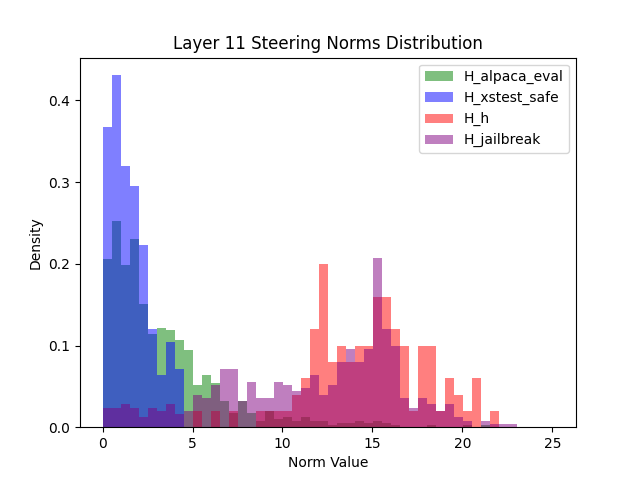 Layer 11 Steering Norms Distribution
H_alpaca_eval
H_xstest_safe
H_h
H_jailbreak
0.4
0.3
0.2
0.1
0.0
Density
0 5 10 15 20 25
Norm Value